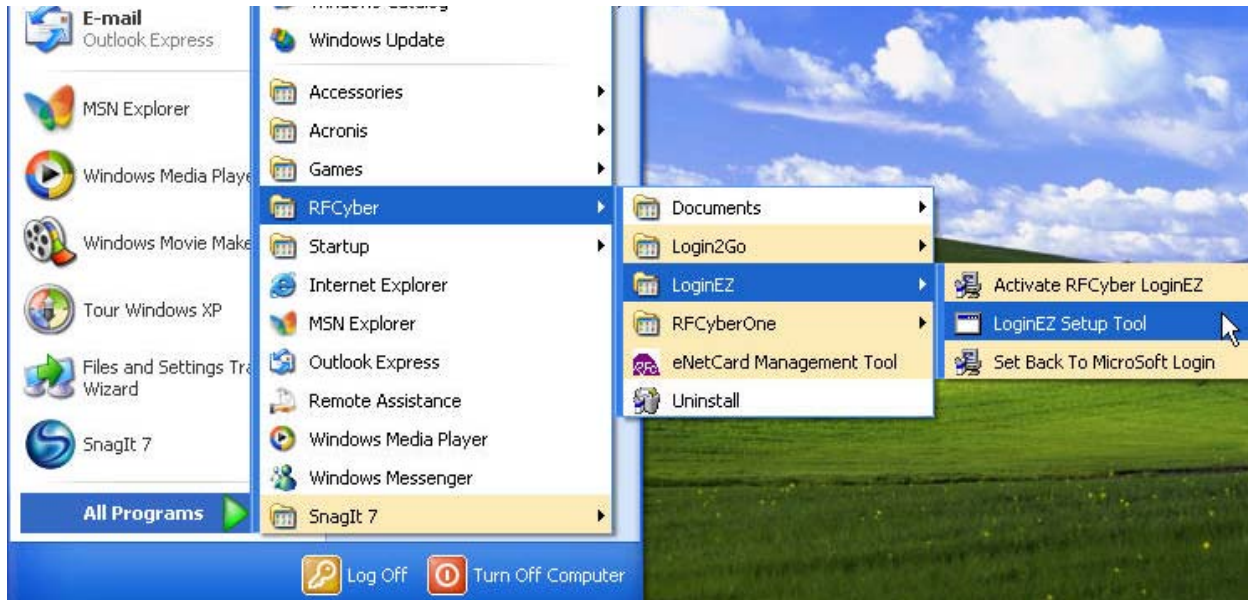 E-mail
Outlook Express
MSN Explorer
Windows Media Playe
Windows Movie Make
Tour Windows XP
Files and Settings Tra
Wizard
SnagIt 7
All Programs
Windows Catalog
Windows Update
Accessories
Acronis
Games
RFCyber
Startup
Internet Explorer
MSN Explorer
Outlook Express
Remote Assistance
Windows Media Player
Windows Messenger
SnagIt 7
Documents
Login2Go
LoginEZ
RFCyberOne
eNetCard Management Tool
Uninstall
Activate RFCyber LoginEZ
LoginEZ Setup Tool
Set Back To MicroSoft Login
Log Off
Turn Off Computer